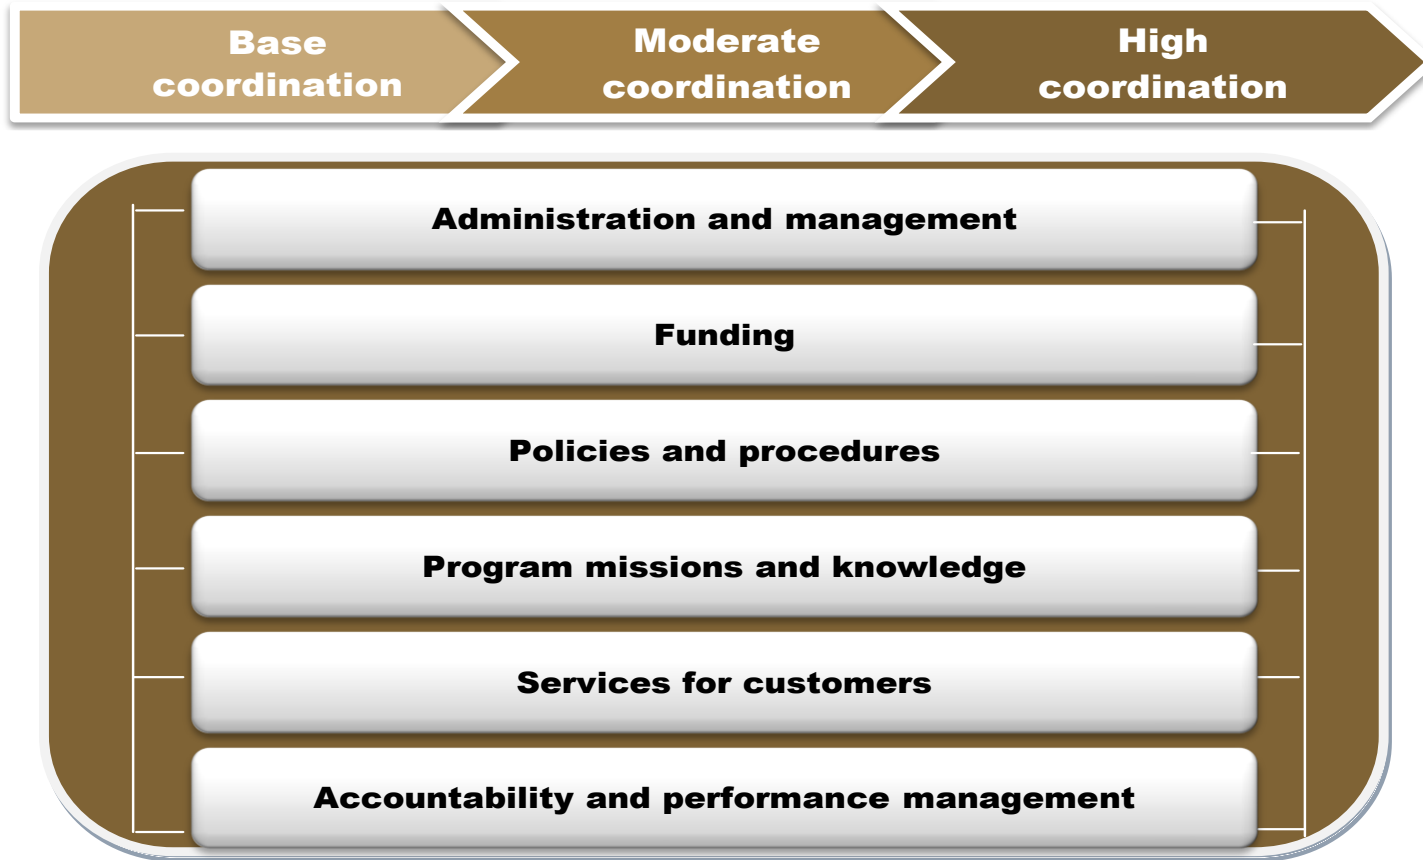 Base
coordination
Moderate
coordination
High
coordination
Administration and management
Funding
Policies and procedures
Program missions and knowledge
Services for customers
Accountability and performance management